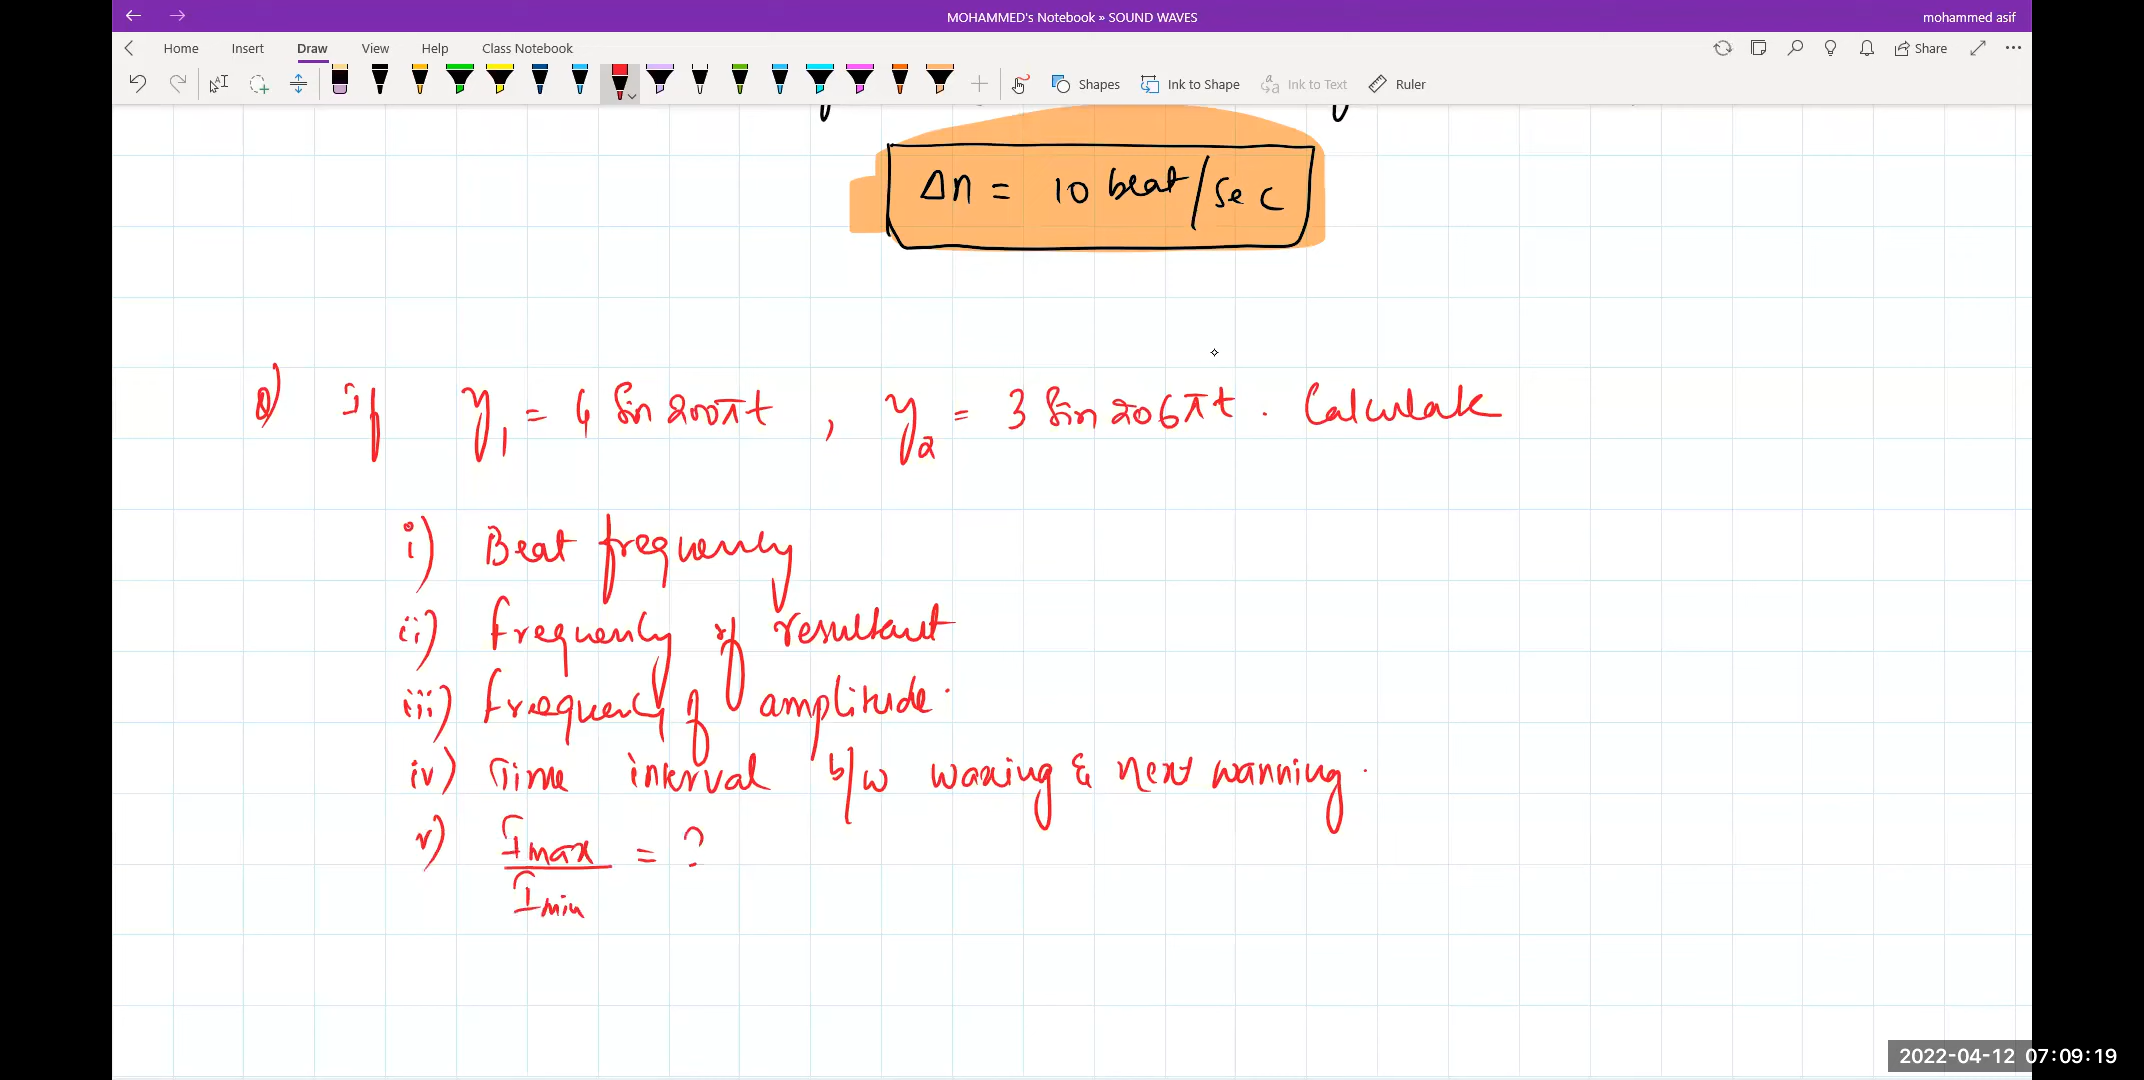 MOHAMMED's Notebook » SOUND WAVES
mohammed asif
Home Insert Draw View Help Class Notebook
Share
Shapes Ink to Shape Ink to Text Ruler
Δn = 10 beat/sec
Q) If y₁ = 4 Sin 200πt , y₂ = 3 Sin 206πt . Calculate
i) Beat frequency
ii) frequency of resultant
iii) frequency of amplitude.
iv) Time interval b/w waxing & next wanning.
v) Imax / Imin = ?
2022-04-12 07:09:19